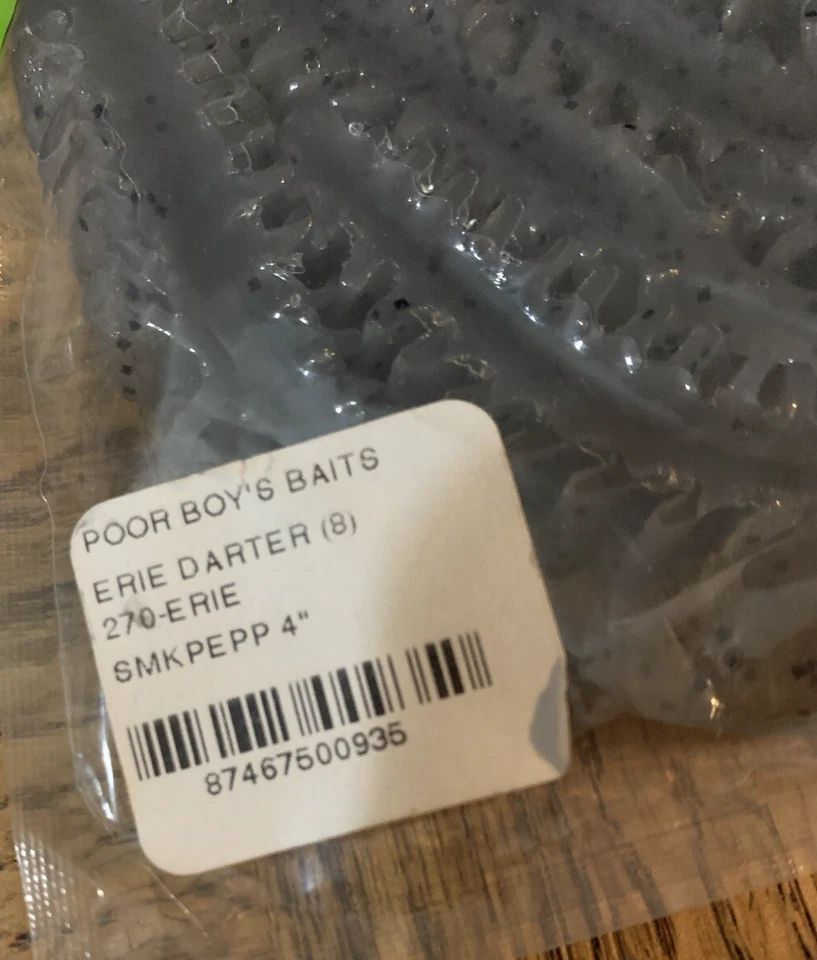 POOR BOY'S BAITS
ERIE DARTER (8)
270-ERIE
SMKPEPP 4"
87467500935